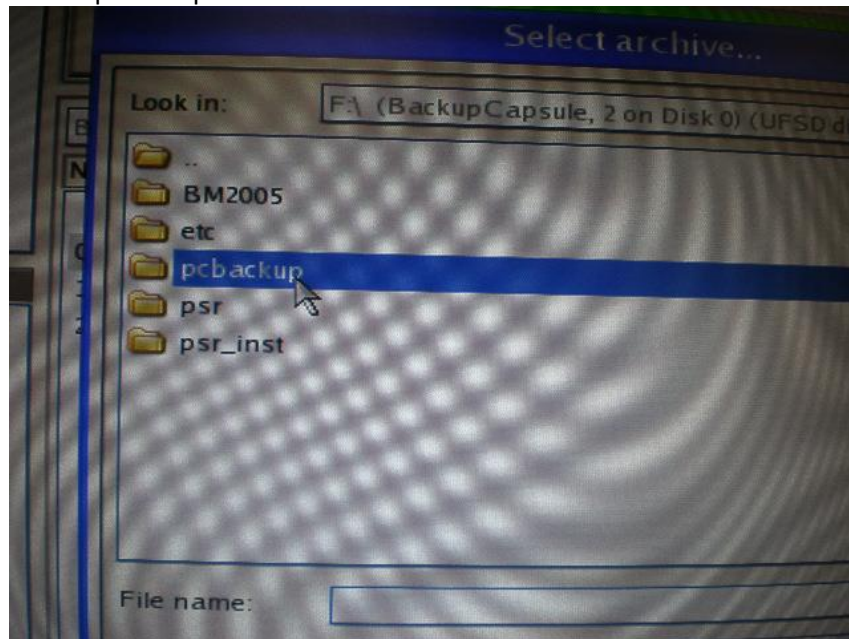 Select archive...
Look in:
F:\ (BackupCapsule, 2 on Disk 0) (UFSD d
..
BM2005
etc
pcbackup
psr
psr_inst
File name: